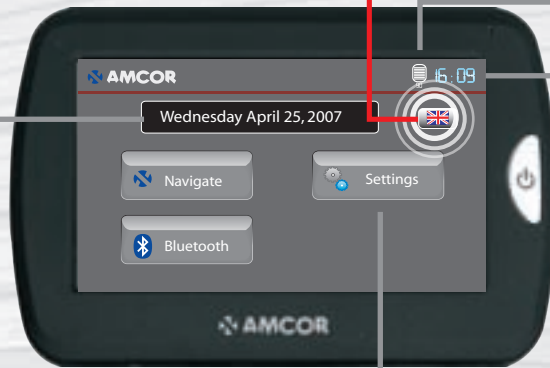 AMCOR
16:09
Wednesday April 25, 2007
Navigate
Settings
Bluetooth
AMCOR